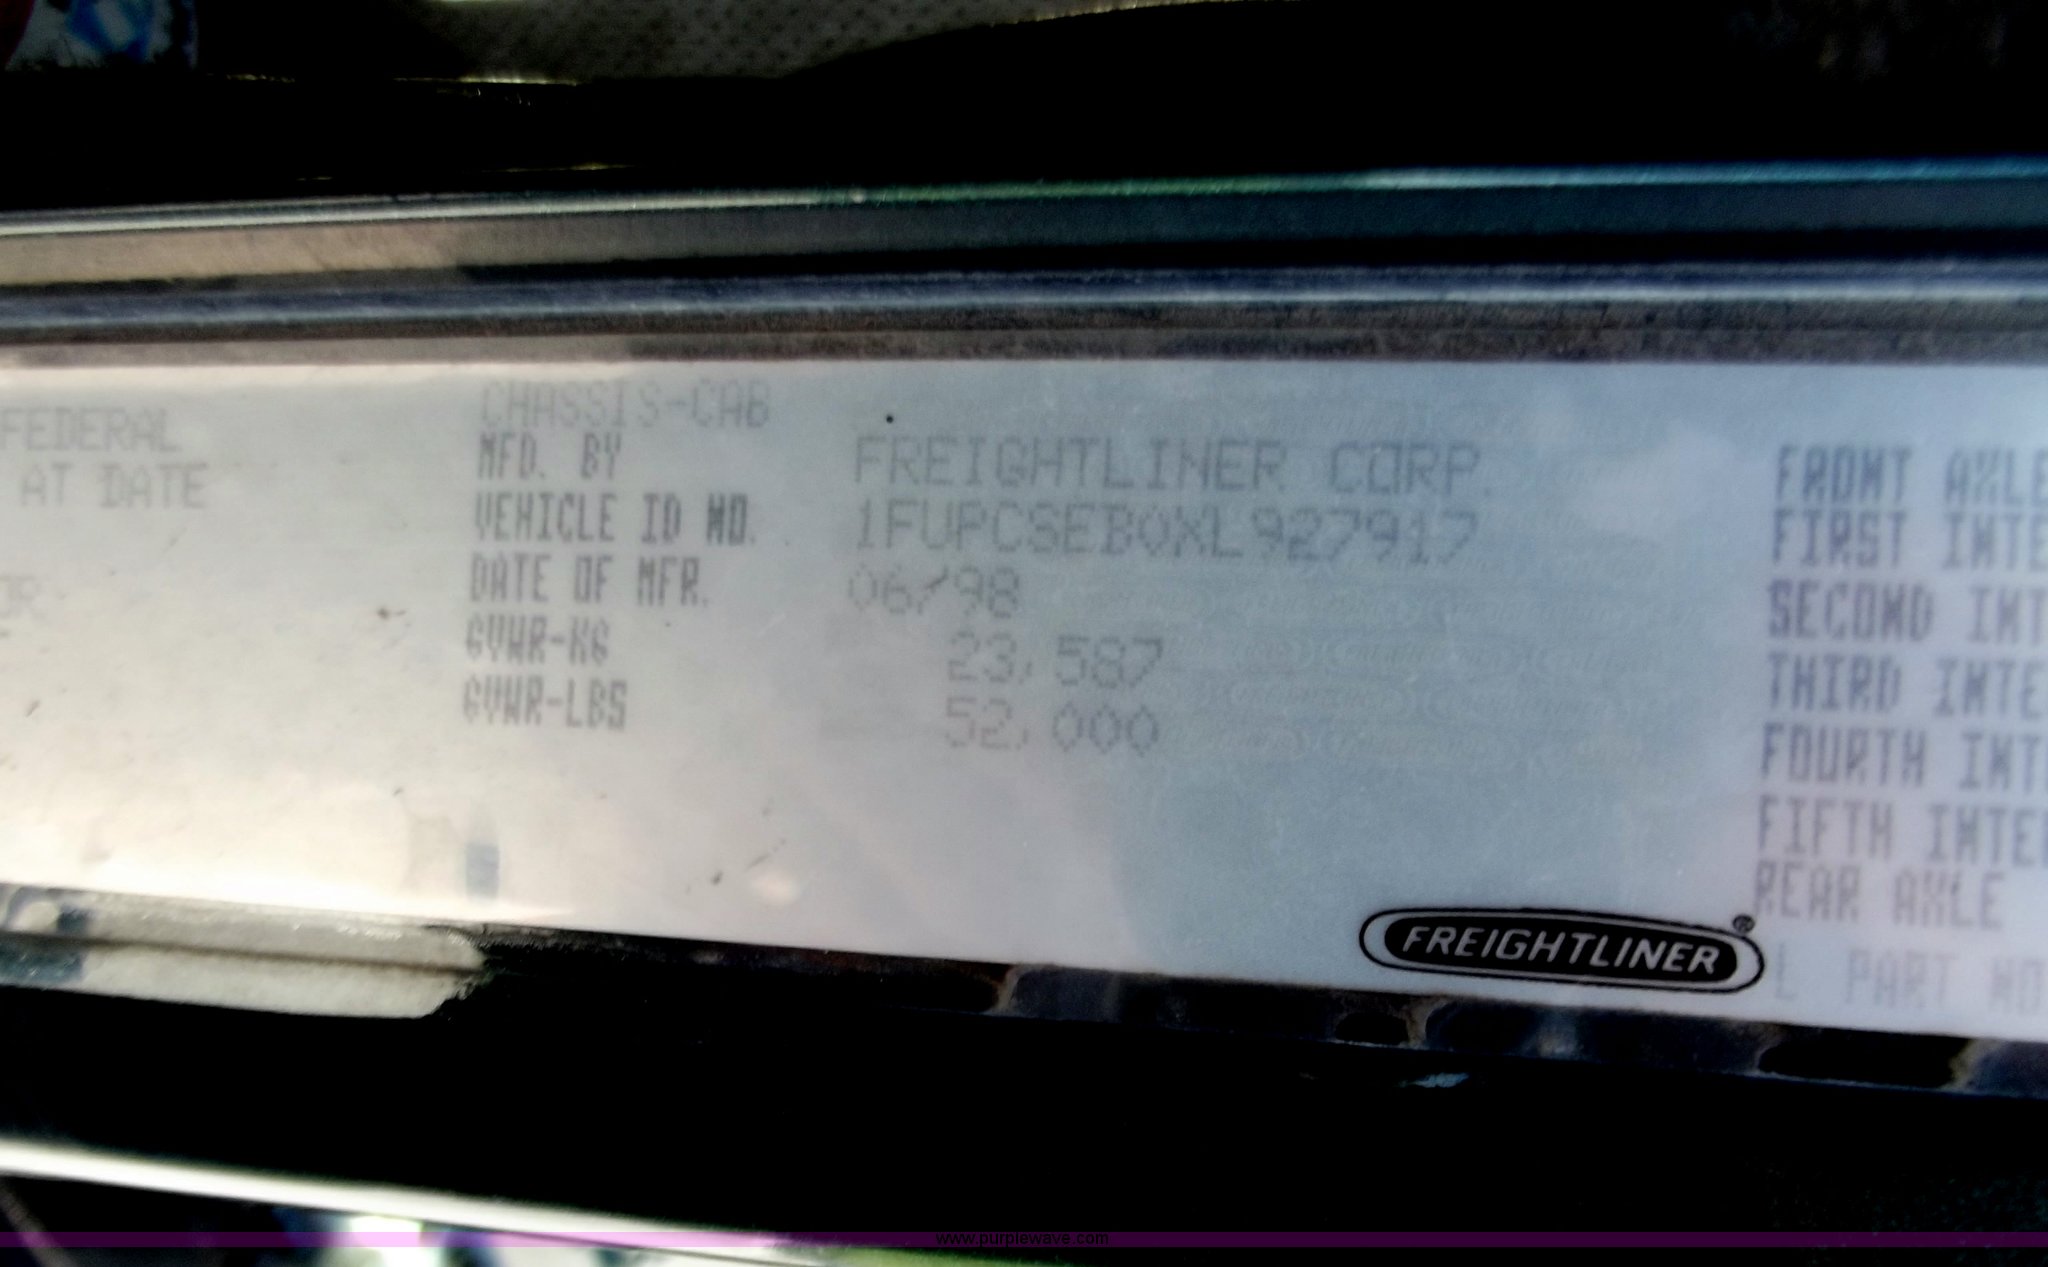 FEDERAL
AT DATE
OR
CHASSIS-CAB
MFD. BY FREIGHTLINER CORP.
VEHICLE ID NO. 1FUPCSEB0XL927917
DATE OF MFR. 06/98
GVWR-KG 23,587
GVWR-LBS 52,000
FRONT AXLE
FIRST INTE
SECOND INT
THIRD INTE
FOURTH INT
FIFTH INTE
REAR AXLE
L PART NO
FREIGHTLINER®
www.purplewave.com